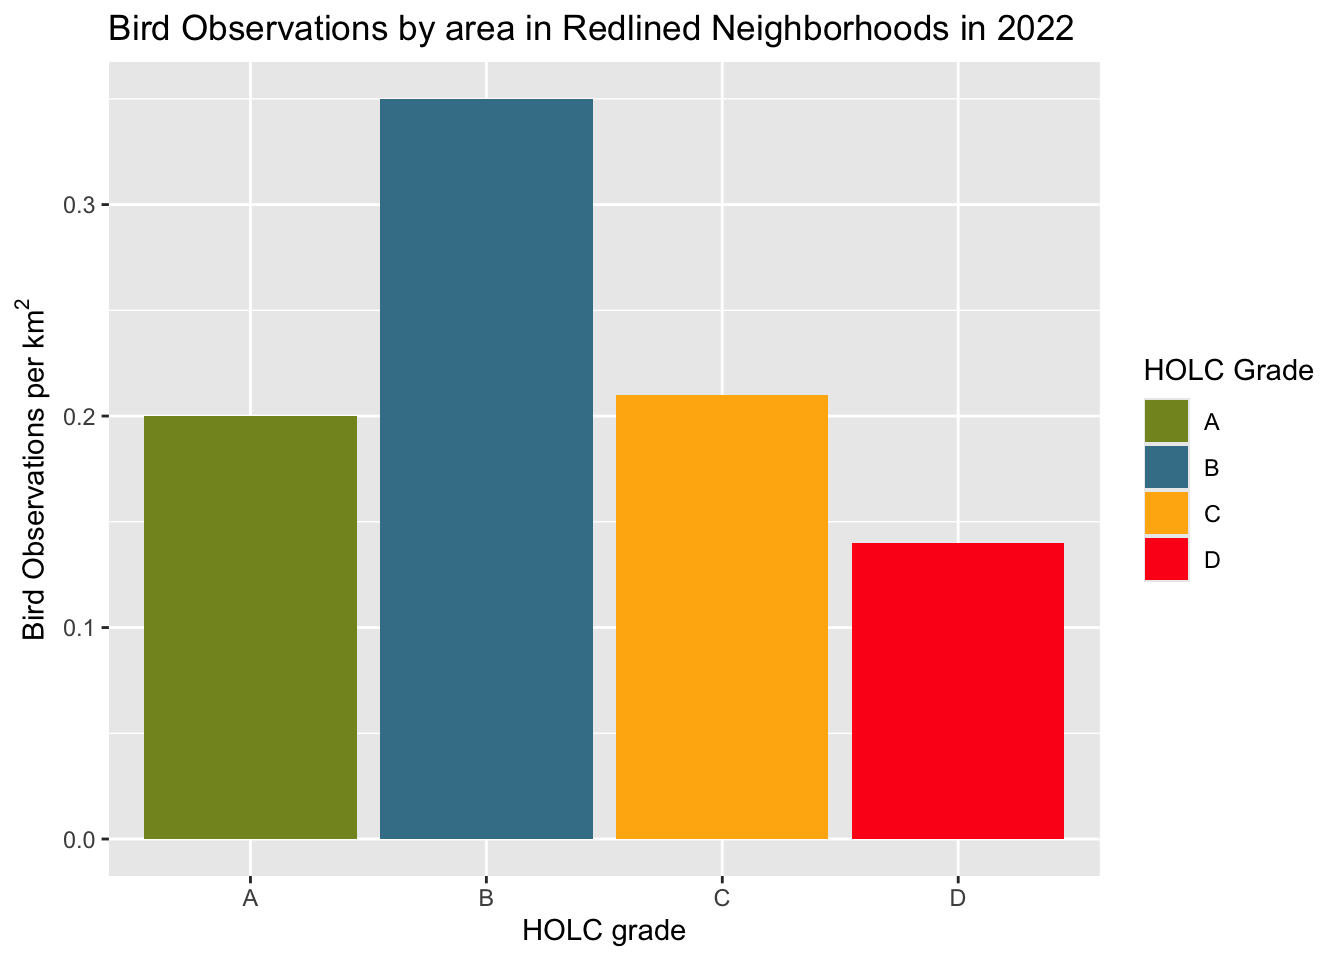 Bird Observations by area in Redlined Neighborhoods in 2022
Bird Observations per km²
0.3
0.2
0.1
0.0
A
B
C
D
HOLC grade
HOLC Grade
A
B
C
D